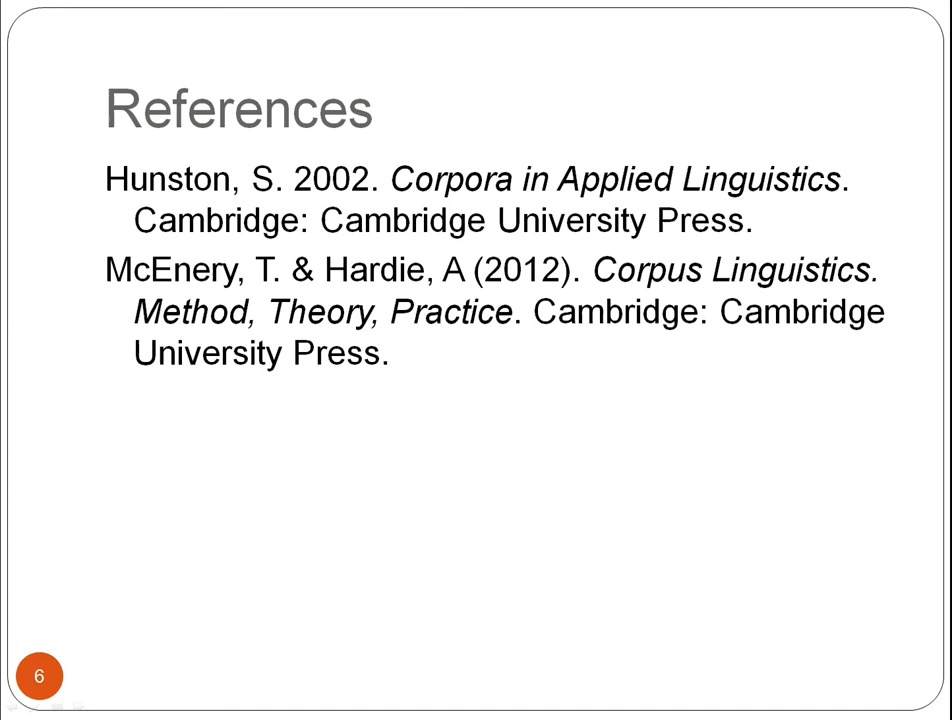 References
Hunston, S. 2002. Corpora in Applied Linguistics.
Cambridge: Cambridge University Press.
McEnery, T. & Hardie, A (2012). Corpus Linguistics.
Method, Theory, Practice. Cambridge: Cambridge
University Press.
6